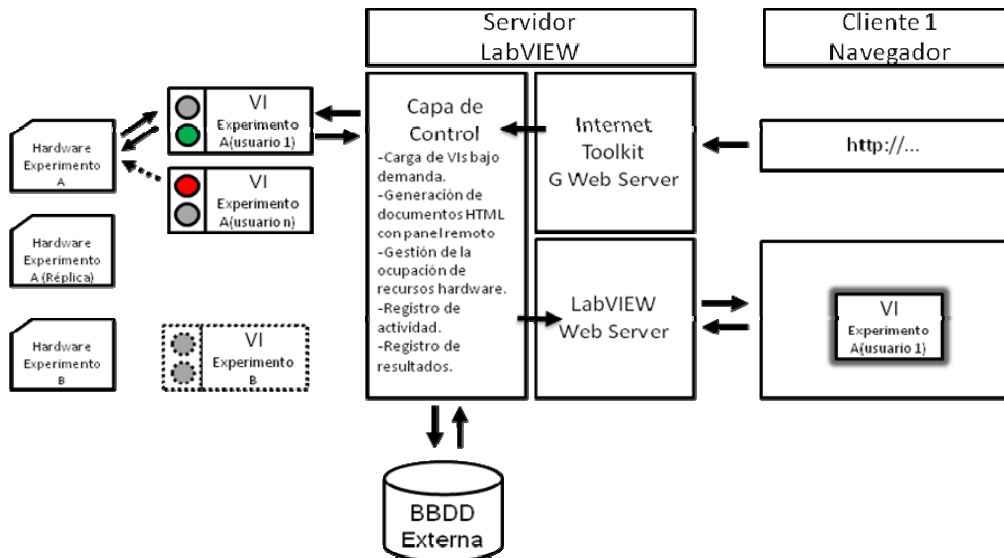 Servidor
LabVIEW
Cliente 1
Navegador
Hardware
Experimento
A
VI
Experimento
A(usuario 1)
VI
Experimento
A(usuario n)
Hardware
Experimento
A (Réplica)
Hardware
Experimento
B
VI
Experimento
B
Capa de
Control
-Carga de VIs bajo
demanda.
-Generación de
documentos HTML
con panel remoto
-Gestión de la
ocupación de
recursos hardware.
-Registro de
actividad.
-Registro de
resultados.
Internet
Toolkit
G Web Server
LabVIEW
Web Server
http://...
VI
Experimento
A(usuario 1)
BBDD
Externa